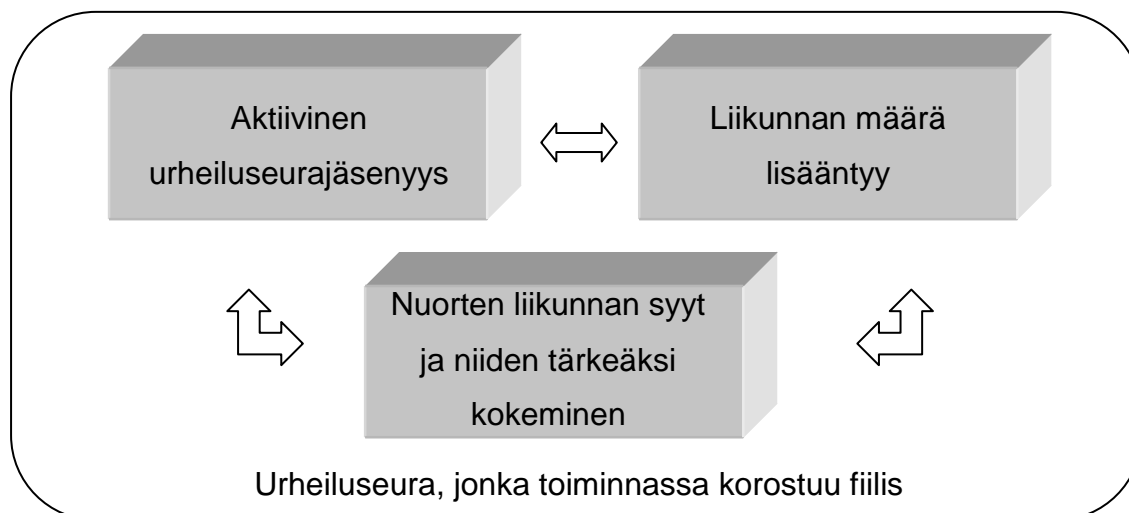 Aktiivinen
urheiluseurajäsenyys
Liikunnan määrä
lisääntyy
Nuorten liikunnan syyt
ja niiden tärkeäksi
kokeminen
Urheiluseura, jonka toiminnassa korostuu fiilis